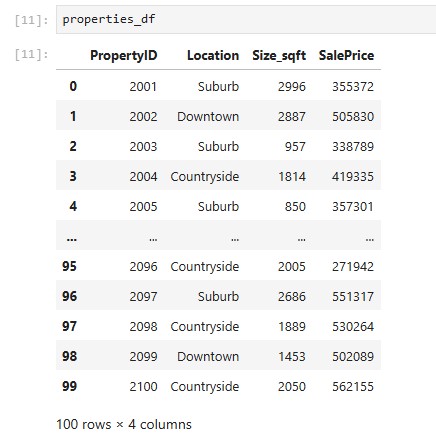 [11]: properties_df
[11]:
PropertyID Location Size_sqft SalePrice
0 2001 Suburb 2996 355372
1 2002 Downtown 2887 505830
2 2003 Suburb 957 338789
3 2004 Countryside 1814 419335
4 2005 Suburb 850 357301
... ... ... ... ...
95 2096 Countryside 2005 271942
96 2097 Suburb 2686 551317
97 2098 Countryside 1889 530264
98 2099 Downtown 1453 502089
99 2100 Countryside 2050 562155
100 rows × 4 columns